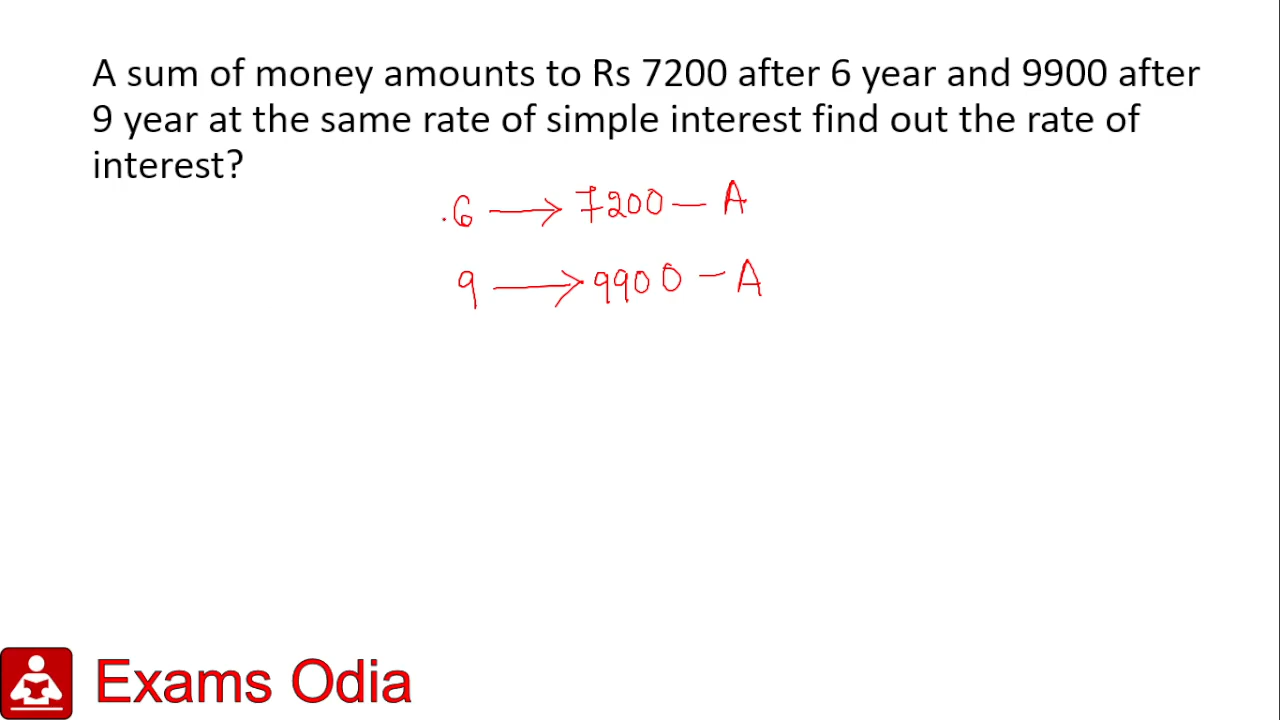 A sum of money amounts to Rs 7200 after 6 year and 9900 after
9 year at the same rate of simple interest find out the rate of
interest?
.6 → 7200 — A
9 → 9900 — A
Exams Odia